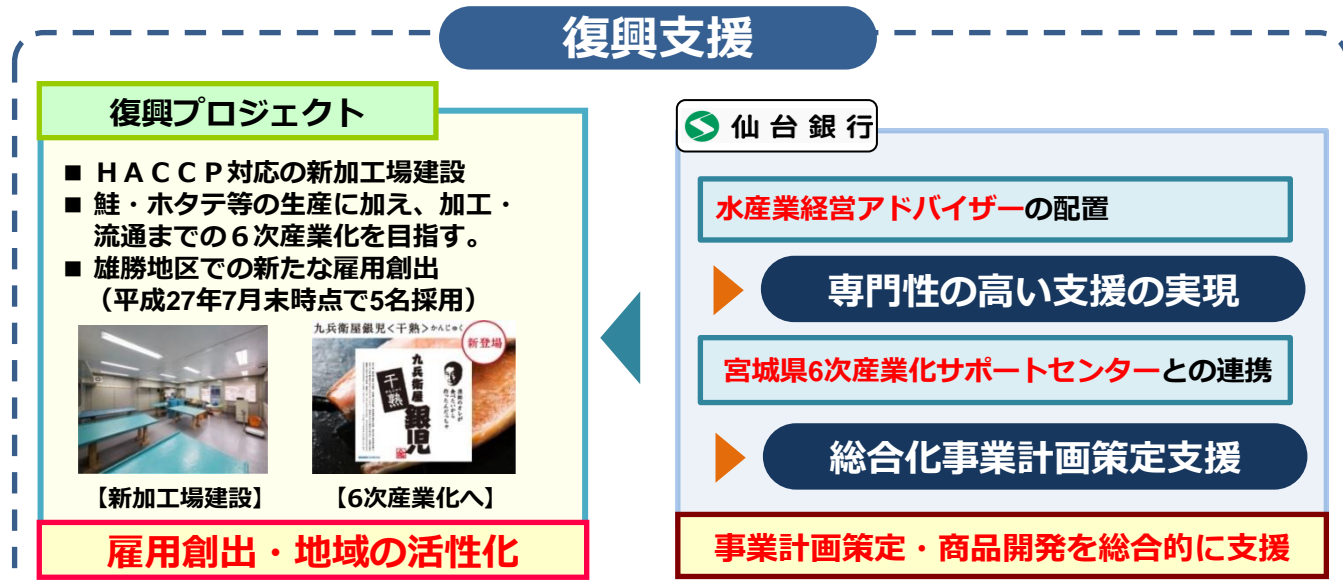 復興支援
復興プロジェクト
■ ＨＡＣＣＰ対応の新加工場建設
■ 鮭・ホタテ等の生産に加え、加工・
流通までの６次産業化を目指す。
■ 雄勝地区での新たな雇用創出
（平成27年7月末時点で5名採用）
九兵衛屋銀児<干熟>かんじゅく
新登場
九兵衛屋
銀児
干熟
【新加工場建設】
【6次産業化へ】
雇用創出・地域の活性化
仙台銀行
水産業経営アドバイザーの配置
専門性の高い支援の実現
宮城県6次産業化サポートセンターとの連携
総合化事業計画策定支援
事業計画策定・商品開発を総合的に支援